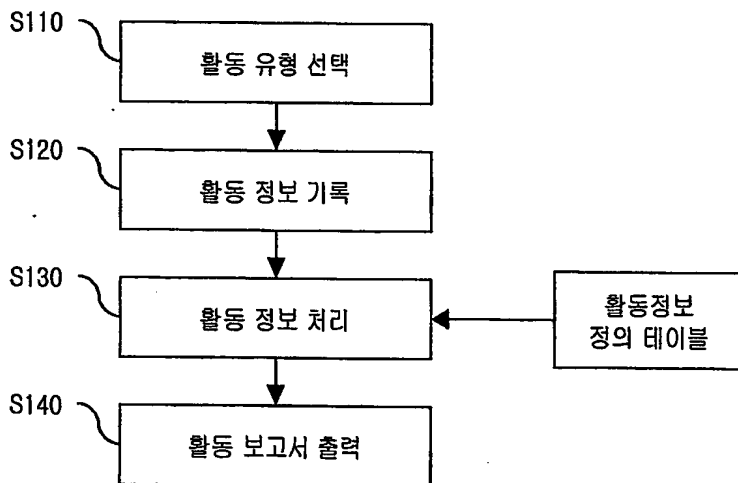 S110
활동 유형 선택
S120
활동 정보 기록
S130
활동 정보 처리
활동정보
정의 테이블
S140
활동 보고서 출력